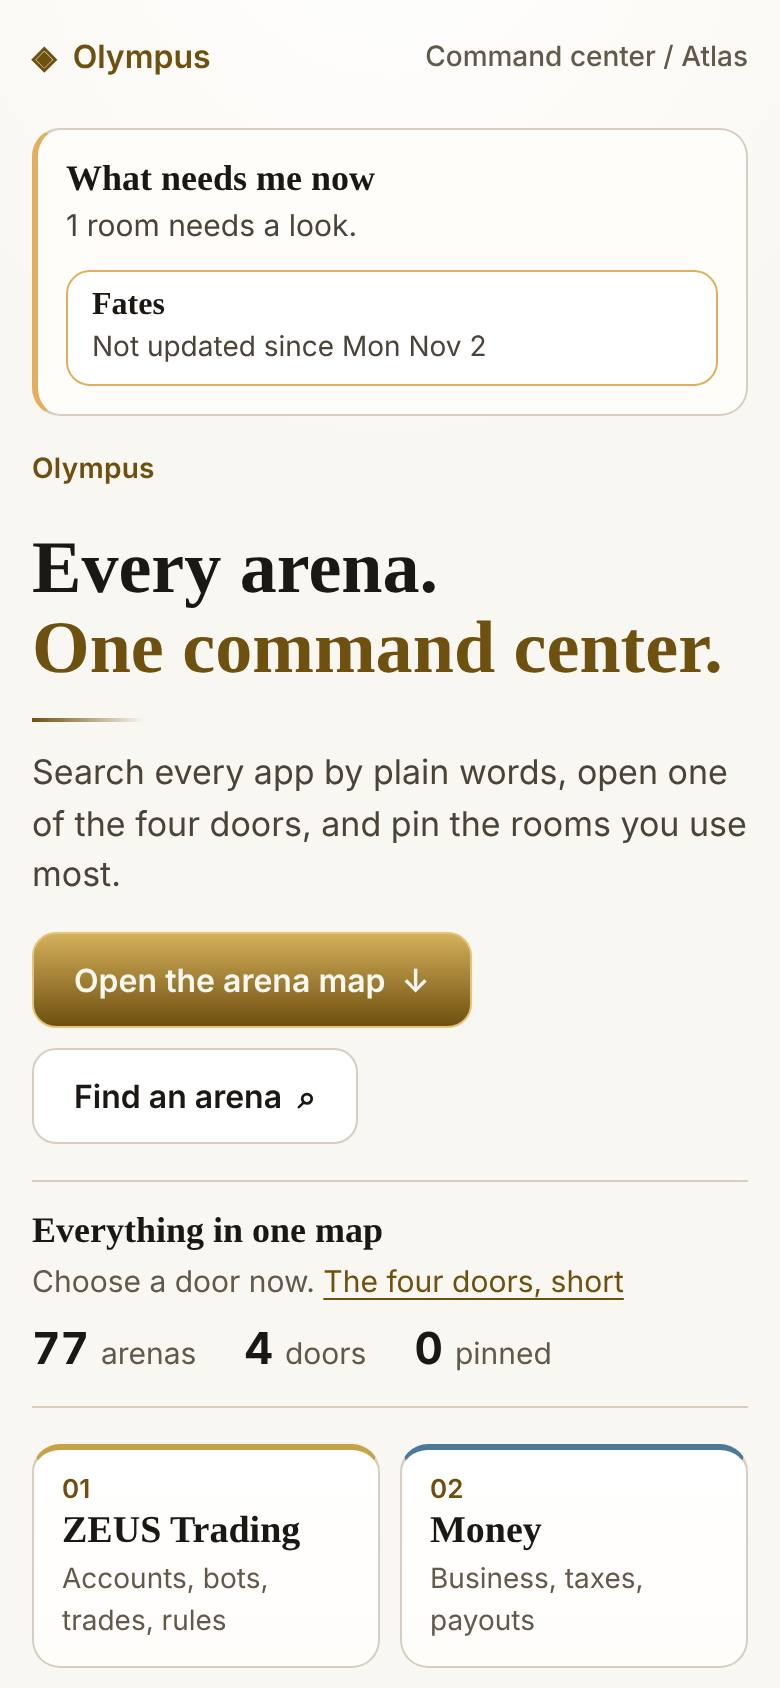 ◈ Olympus
Command center / Atlas
What needs me now
1 room needs a look.
Fates
Not updated since Mon Nov 2
Olympus
Every arena.
One command center.
Search every app by plain words, open one
of the four doors, and pin the rooms you use
most.
Open the arena map ↓
Find an arena ⌕
Everything in one map
Choose a door now. The four doors, short
77 arenas 4 doors 0 pinned
01
ZEUS Trading
Accounts, bots,
trades, rules
02
Money
Business, taxes,
payouts